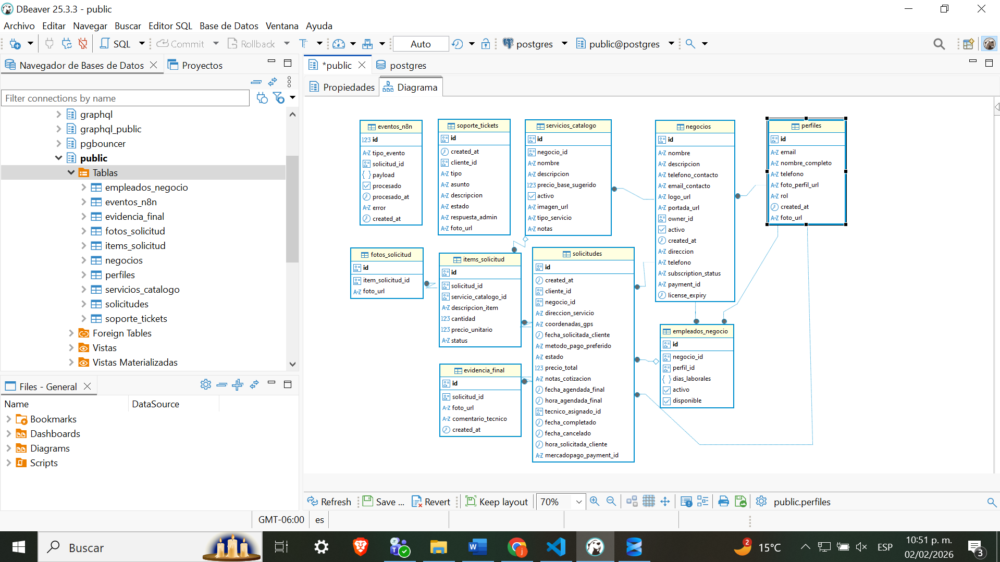 DBeaver 25.3.3 - public
Archivo Editar Navegar Buscar Editor SQL Base de Datos Ventana Ayuda
SQL Commit Rollback T Auto postgres public@postgres
Navegador de Bases de Datos Proyectos
*public postgres
Propiedades Diagrama
Filter connections by name
graphql
graphql_public
pgbouncer
public
Tablas
empleados_negocio
eventos_n8n
evidencia_final
fotos_solicitud
items_solicitud
negocios
perfiles
servicios_catalogo
solicitudes
soporte_tickets
Foreign Tables
Vistas
Vistas Materializadas
Files - General
Name DataSource
Bookmarks
Dashboards
Diagrams
Scripts
eventos_n8n
123 id
A-Z tipo_evento
solicitud_id
{ } payload
procesado
procesado_at
A-Z error
created_at
soporte_tickets
id
created_at
cliente_id
A-Z tipo
A-Z asunto
A-Z descripcion
A-Z estado
A-Z respuesta_admin
A-Z foto_url
servicios_catalogo
id
negocio_id
A-Z nombre
A-Z descripcion
123 precio_base_sugerido
activo
A-Z imagen_url
A-Z tipo_servicio
A-Z notas
negocios
id
A-Z nombre
A-Z descripcion
A-Z telefono_contacto
A-Z email_contacto
A-Z logo_url
A-Z portada_url
owner_id
activo
created_at
A-Z direccion
A-Z telefono
A-Z subscription_status
A-Z payment_id
license_expiry
perfiles
id
A-Z email
A-Z nombre_completo
A-Z telefono
A-Z foto_perfil_url
A-Z rol
created_at
A-Z foto_url
fotos_solicitud
id
item_solicitud_id
A-Z foto_url
items_solicitud
id
solicitud_id
servicio_catalogo_id
A-Z descripcion_item
123 cantidad
123 precio_unitario
A-Z status
solicitudes
id
created_at
cliente_id
negocio_id
A-Z direccion_servicio
A-Z coordenadas_gps
fecha_solicitada_cliente
A-Z metodo_pago_preferido
A-Z estado
123 precio_total
A-Z notas_cotizacion
fecha_agendada_final
hora_agendada_final
tecnico_asignado_id
fecha_completado
fecha_cancelado
hora_solicitada_cliente
A-Z mercadopago_payment_id
empleados_negocio
id
negocio_id
perfil_id
{ } dias_laborales
activo
disponible
evidencia_final
id
solicitud_id
A-Z foto_url
A-Z comentario_tecnico
created_at
Refresh Save ... Revert Keep layout 70% public.perfiles
GMT-06:00 es
Buscar
2 15°C ESP 10:51 p. m.
02/02/2026
3